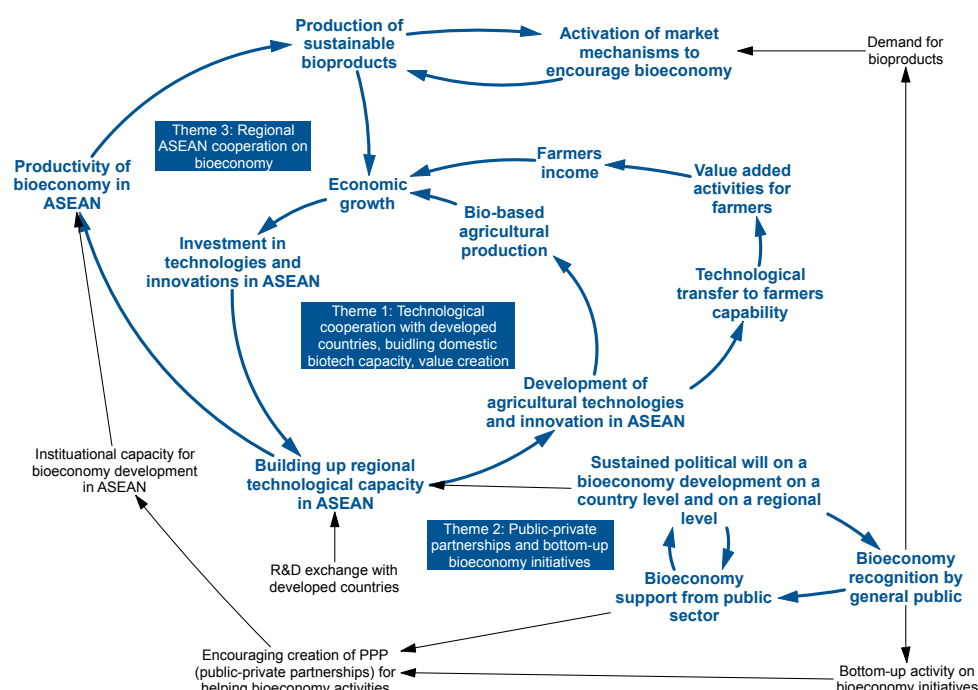 Production of
sustainable
bioproducts
Activation of market
mechanisms to
encourage bioeconomy
Demand for
bioproducts
Theme 3: Regional
ASEAN cooperation on
bioeconomy
Productivity of
bioeconomy in
ASEAN
Economic
growth
Farmers
income
Value added
activities for
farmers
Bio-based
agricultural
production
Investment in
technologies and
innovations in ASEAN
Technological
transfer to farmers
capability
Theme 1: Technological
cooperation with developed
countries, buidling domestic
biotech capacity, value creation
Development of
agricultural technologies
and innovation in ASEAN
Instituational capacity for
bioeconomy development
in ASEAN
Building up regional
technological capacity
in ASEAN
Sustained political will on a
bioeconomy development on a
country level and on a regional
level
Theme 2: Public-private
partnerships and bottom-up
bioeconomy initiatives
R&D exchange with
developed countries
Bioeconomy
support from public
sector
Bioeconomy
recognition by
general public
Encouraging creation of PPP
(public-private partnerships) for
helping bioeconomy activities
Bottom-up activity on
bioeconomy initiatives